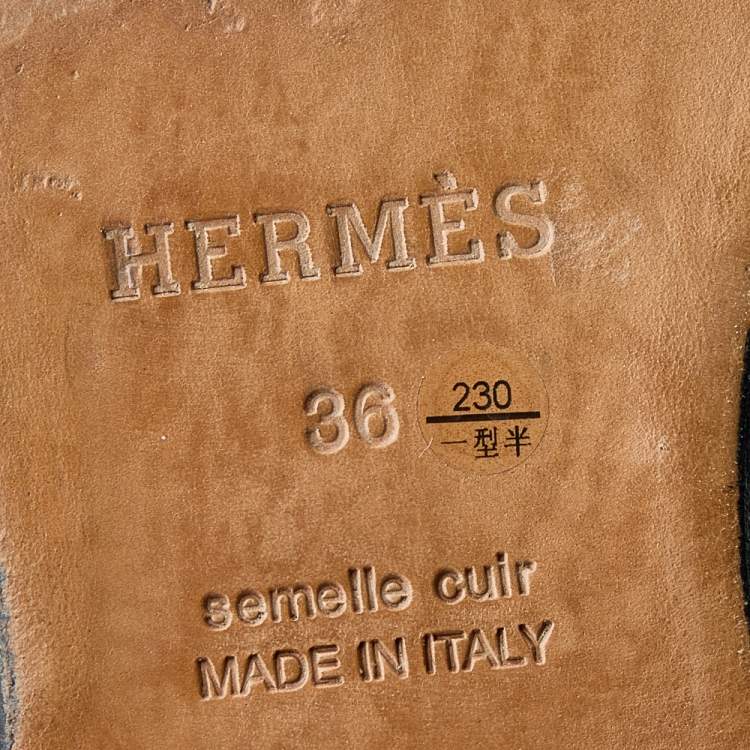 HERMÈS
36
230
一型半
semelle cuir
MADE IN ITALY